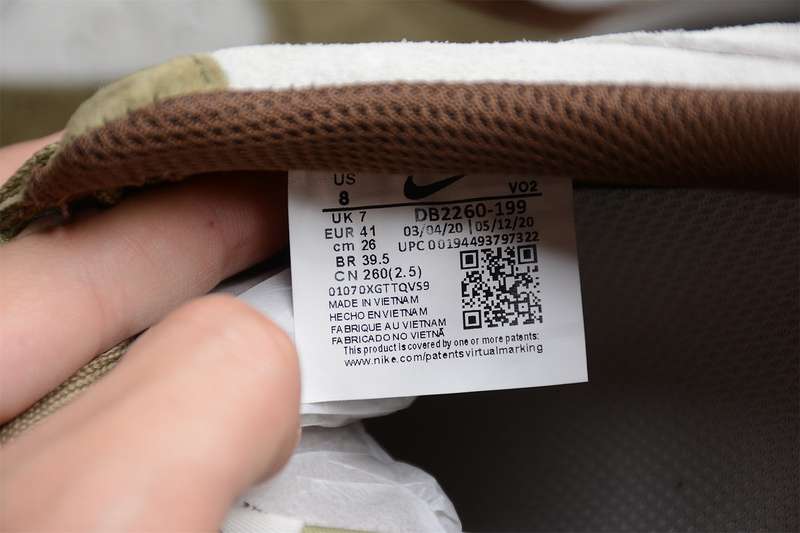 US
8
VO2
UK 7
DB2260-199
EUR 41
03/04/20 | 05/12/20
cm 26
UPC 00194493797322
BR 39.5
CN 260(2.5)
01070XGTTQVS9
MADE IN VIETNAM
HECHO EN VIETNAM
FABRIQUE AU VIETNAM
FABRICADO NO VIETNÃ
This product is covered by one or more patents:
www.nike.com/patentsvirtualmarking